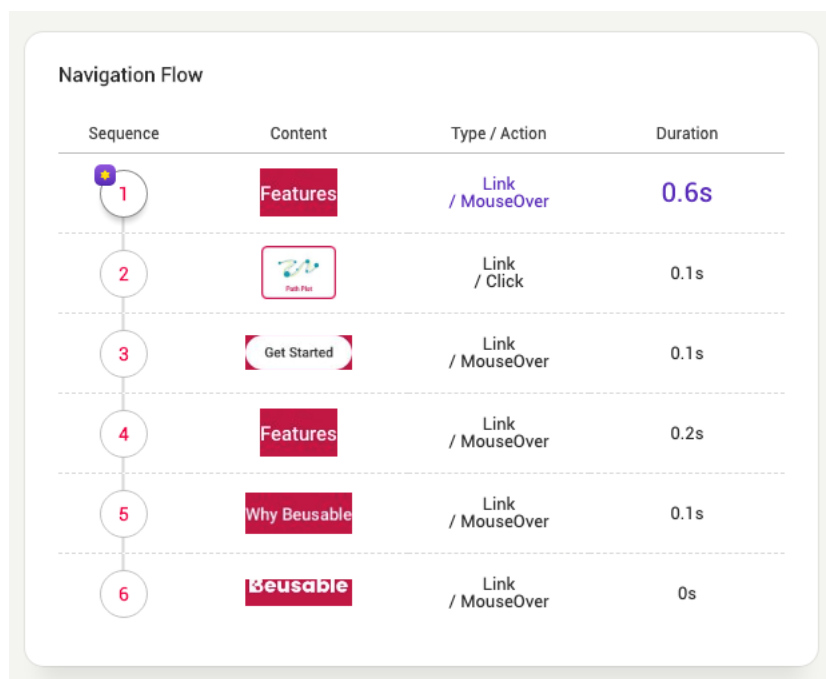 Navigation Flow
Sequence Content Type / Action Duration
1 Features Link / MouseOver 0.6s
2 Path Plot Link / Click 0.1s
3 Get Started Link / MouseOver 0.1s
4 Features Link / MouseOver 0.2s
5 Why Beusable Link / MouseOver 0.1s
6 Beusable Link / MouseOver 0s